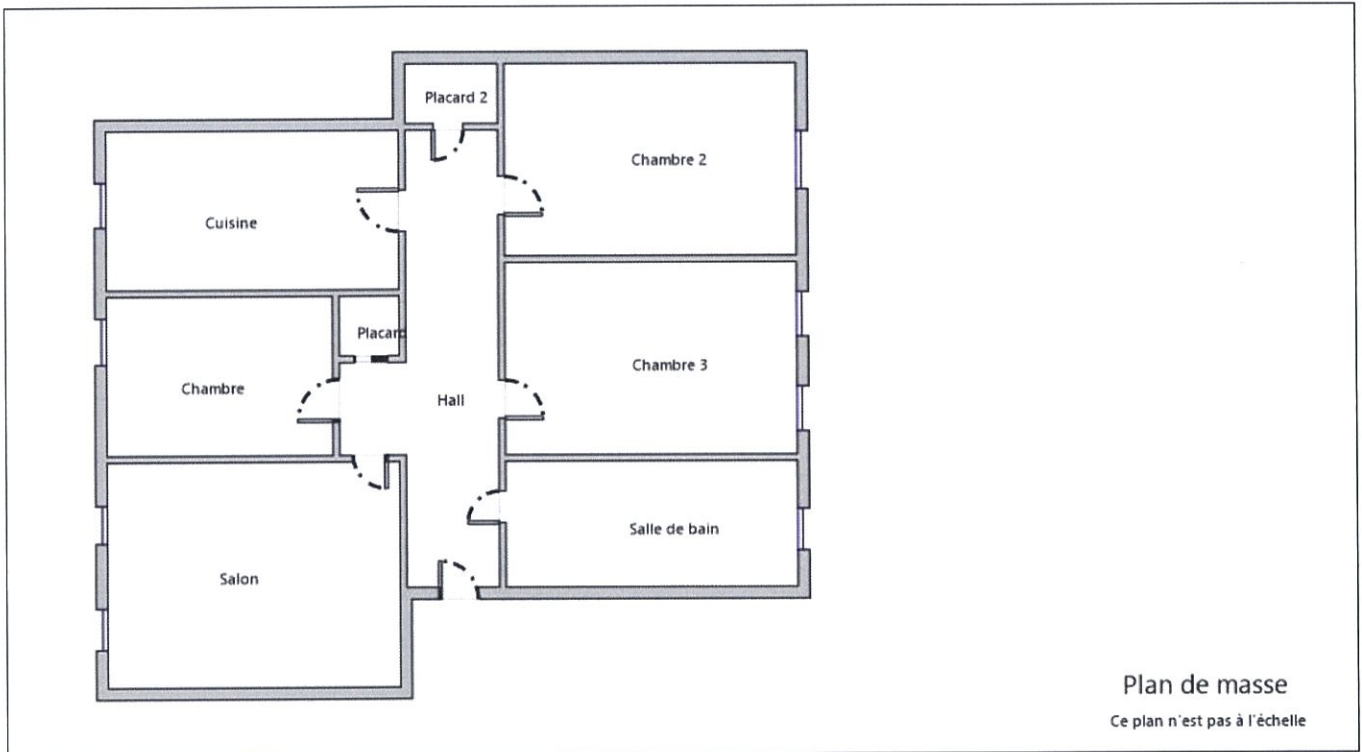 Placard 2
Chambre 2
Cuisine
Placard
Chambre 3
Chambre
Hall
Salle de bain
Salon
Plan de masse
Ce plan n'est pas à l'échelle